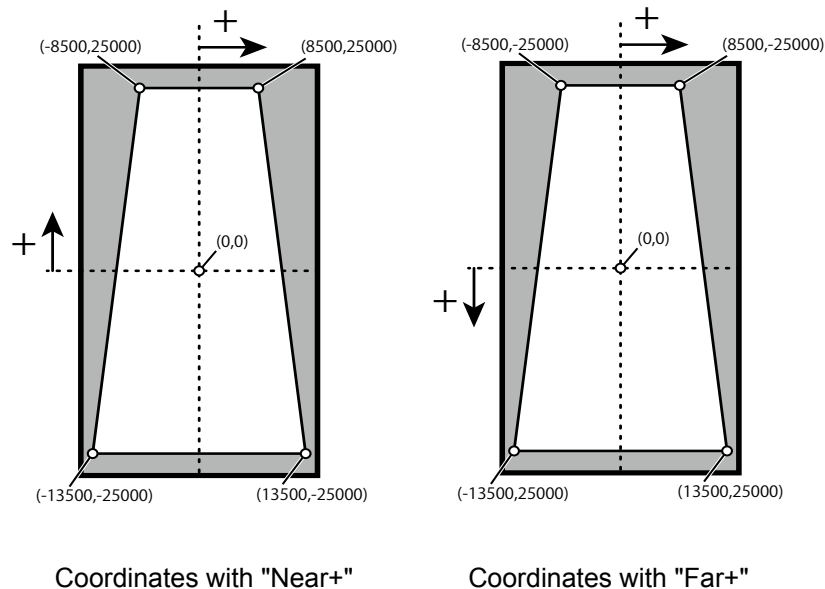 + +
(-8500,25000) (8500,25000) (-8500,-25000) (8500,-25000)
(0,0) (0,0)
+ +
(-13500,-25000) (13500,-25000) (-13500,25000) (13500,25000)
Coordinates with "Near+" Coordinates with "Far+"